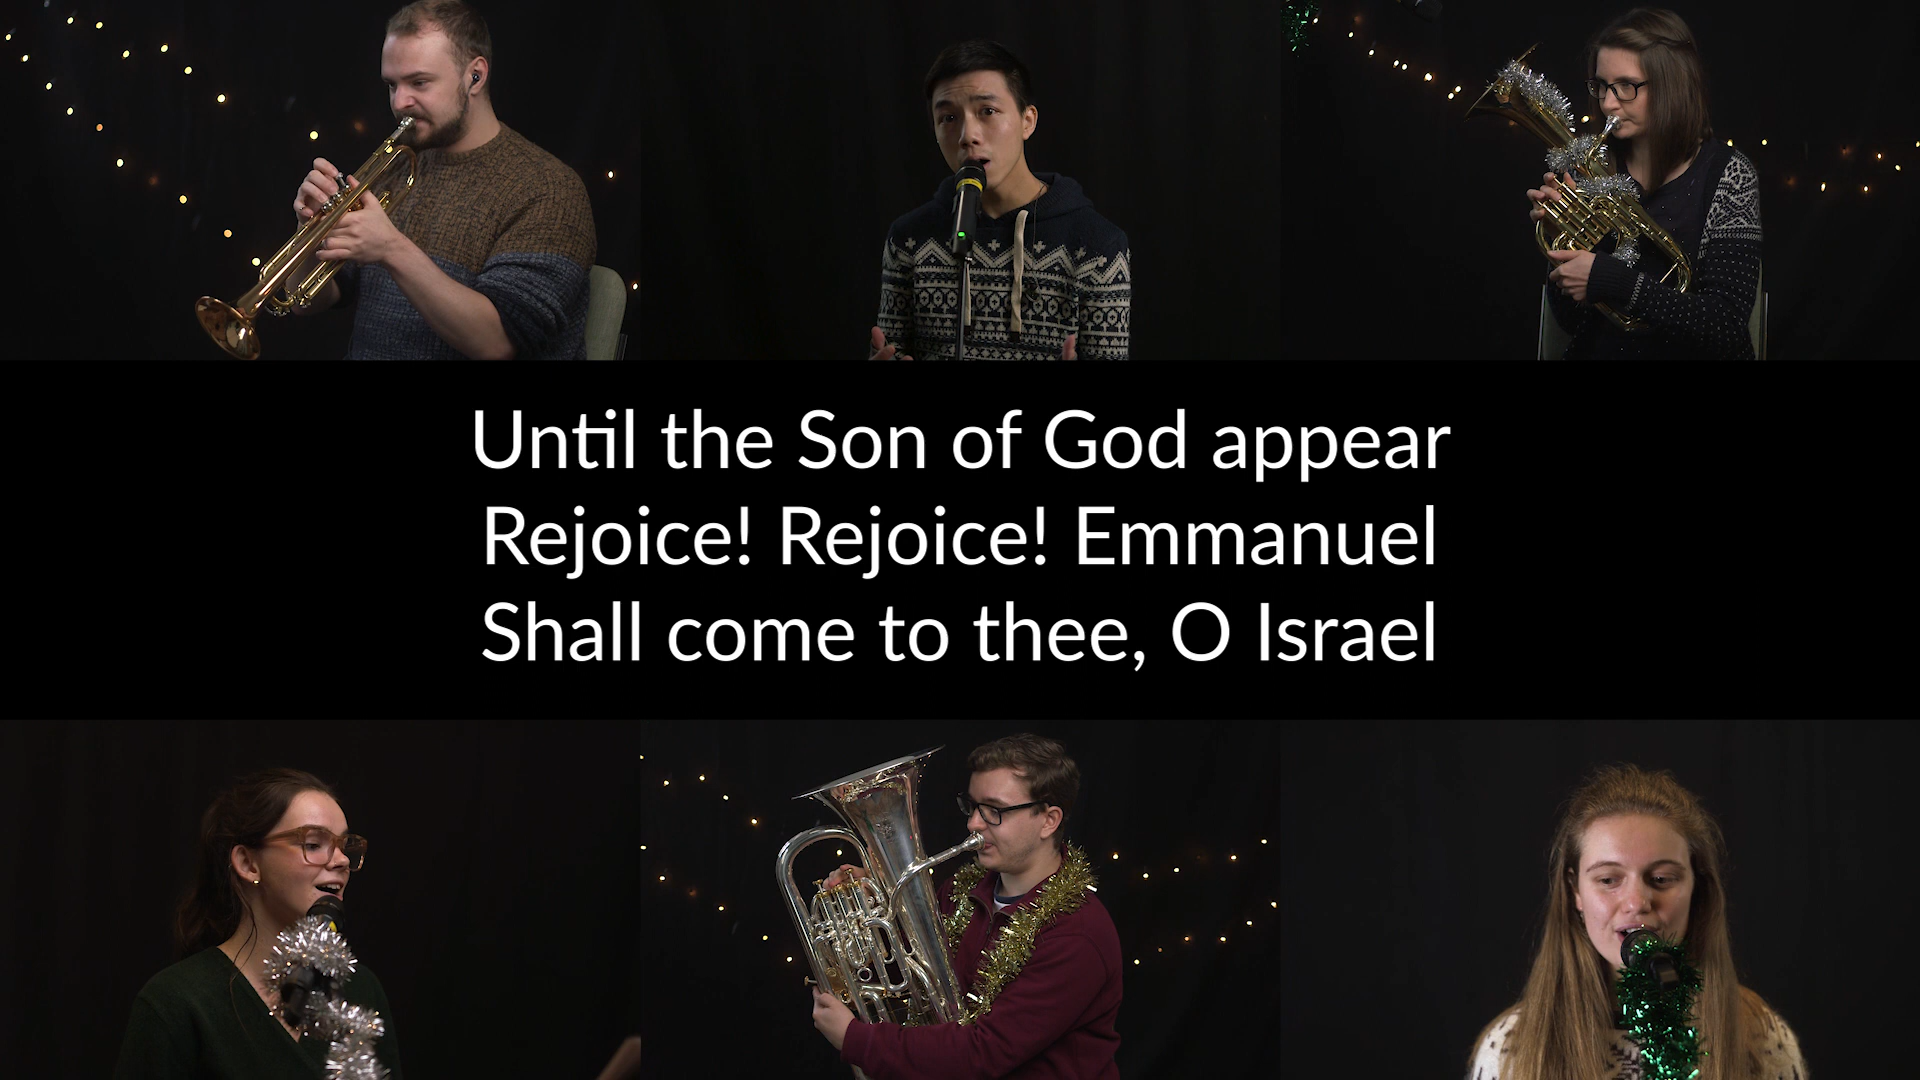 Until the Son of God appear
Rejoice! Rejoice! Emmanuel
Shall come to thee, O Israel